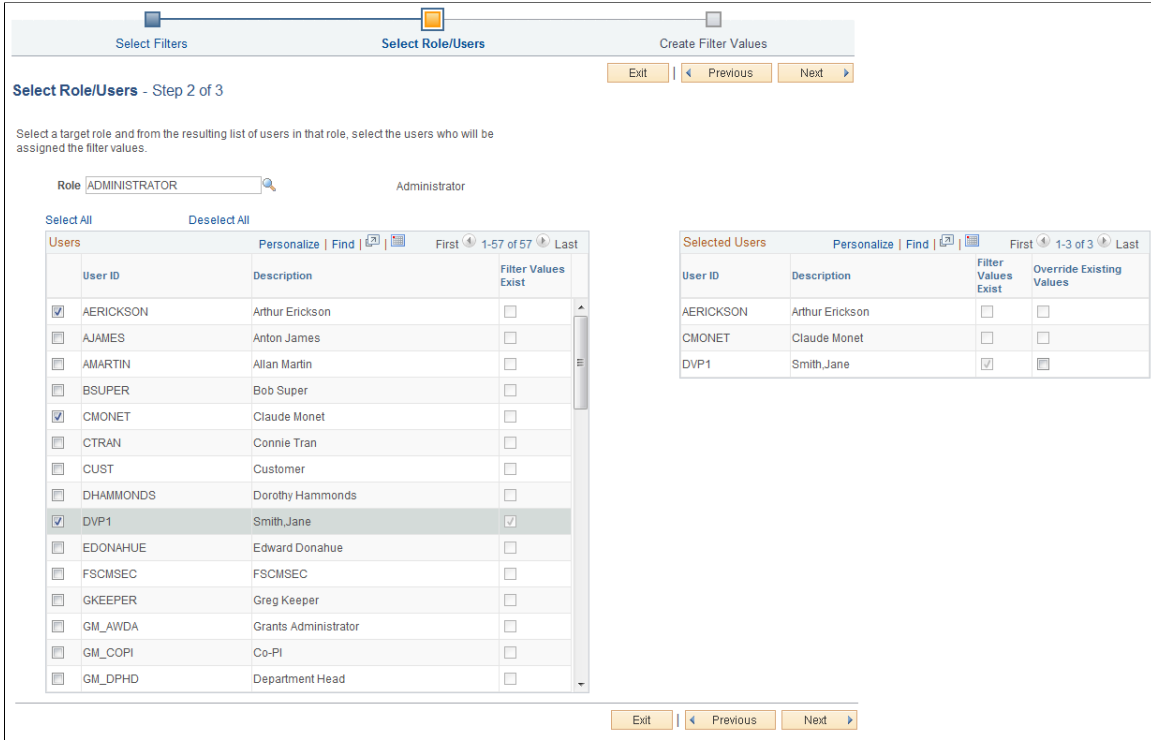 Select Filters
Select Role/Users
Create Filter Values
Exit | Previous Next
Select Role/Users - Step 2 of 3
Select a target role and from the resulting list of users in that role, select the users who will be
assigned the filter values.
Role ADMINISTRATOR Administrator
Select All Deselect All
Users Personalize | Find | | First 1-57 of 57 Last
User ID Description Filter Values
Exist
AERICKSON Arthur Erickson
AJAMES Anton James
AMARTIN Allan Martin
BSUPER Bob Super
CMONET Claude Monet
CTRAN Connie Tran
CUST Customer
DHAMMONDS Dorothy Hammonds
DVP1 Smith,Jane
EDONAHUE Edward Donahue
FSCMSEC FSCMSEC
GKEEPER Greg Keeper
GM_AWDA Grants Administrator
GM_COPI Co-PI
GM_DPHD Department Head
Selected Users Personalize | Find | | First 1-3 of 3 Last
User ID Description Filter
Values
Exist
Override Existing
Values
AERICKSON Arthur Erickson
CMONET Claude Monet
DVP1 Smith,Jane
Exit | Previous Next